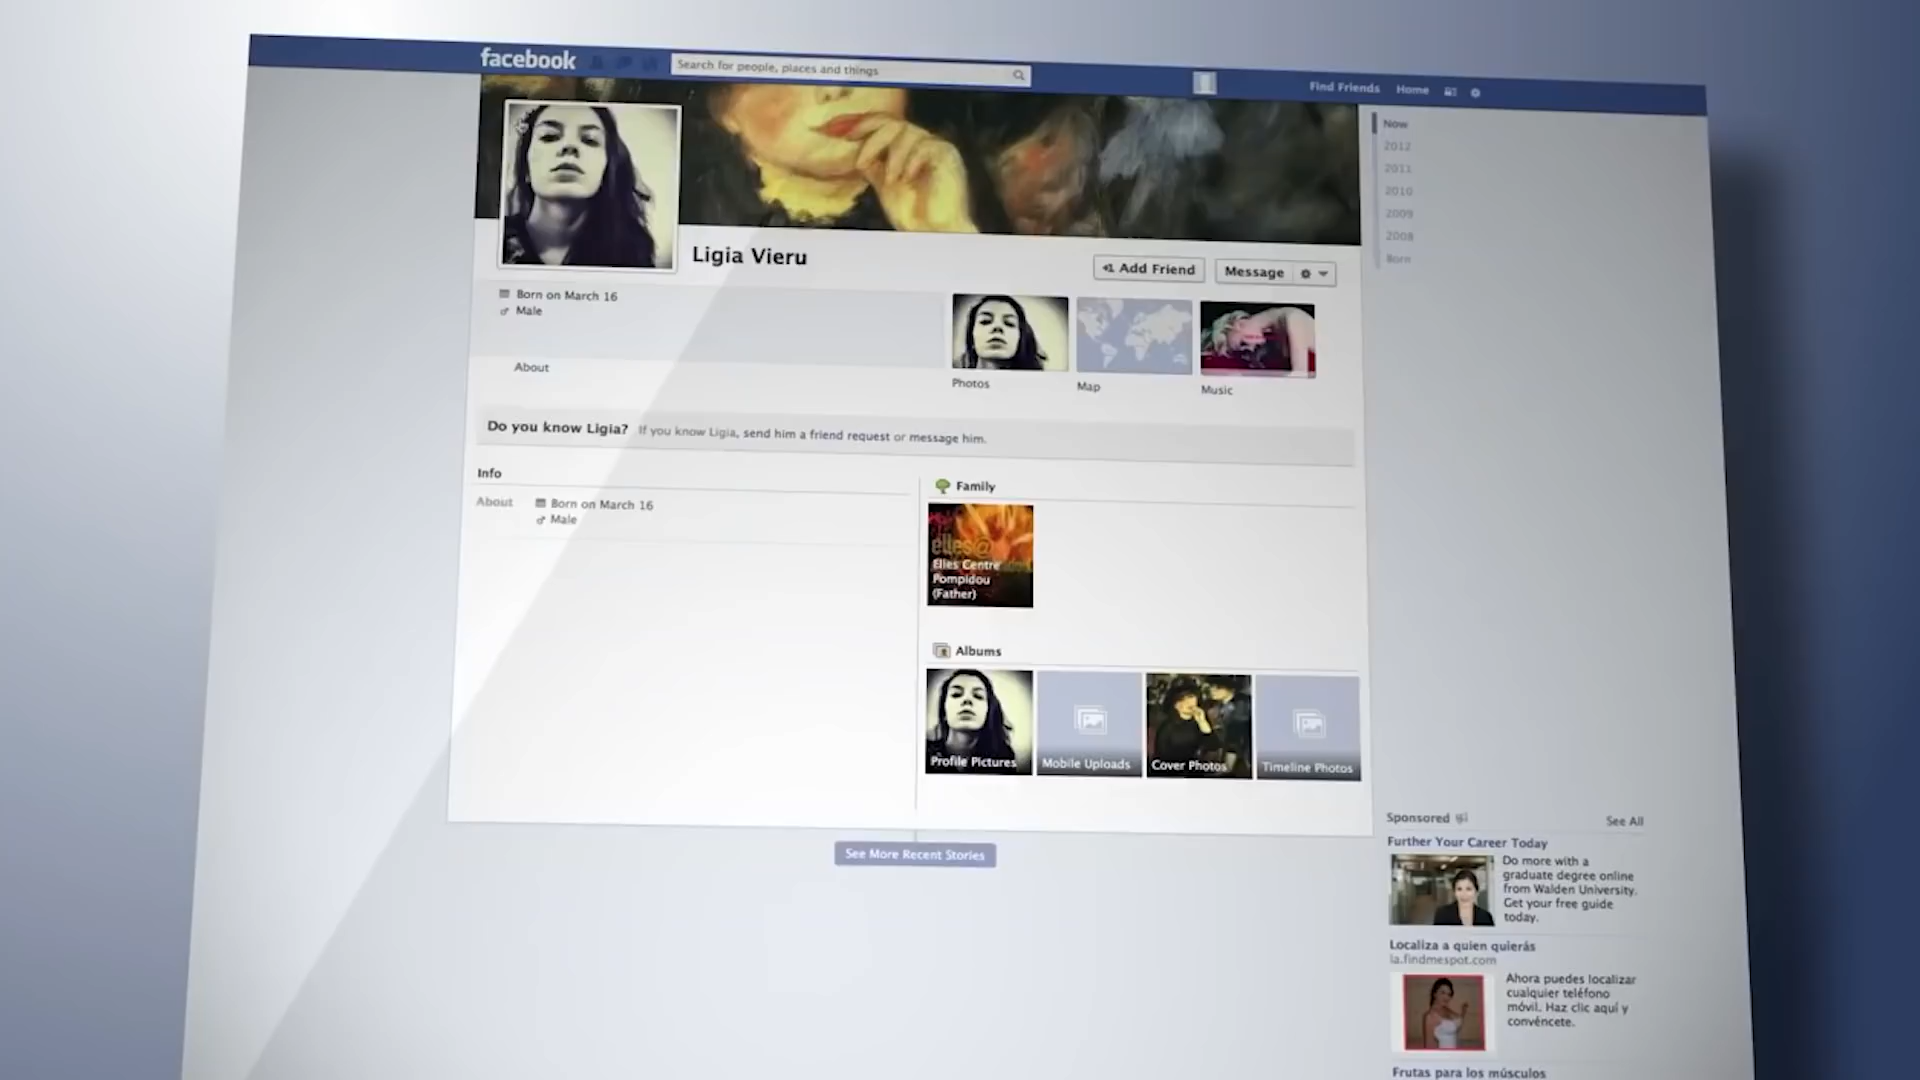 facebook
Search for people, places and things
Find Friends
Home
Now
2012
2011
2010
2009
2008
Born
Ligia Vieru
+1 Add Friend
Message
Born on March 16
Male
About
Photos
Map
Music
Do you know Ligia? If you know Ligia, send him a friend request or message him.
Info
About
Born on March 16
Male
Family
elles@
Elles Centre
Pompidou
(Father)
Albums
Profile Pictures
Mobile Uploads
Cover Photos
Timeline Photos
See More Recent Stories
Sponsored
See All
Further Your Career Today
Do more with a
graduate degree online
from Walden University.
Get your free guide
today.
Localiza a quien quierás
la.findmespot.com
Ahora puedes localizar
cualquier teléfono
móvil. Haz clic aquí y
convéncete.
Frutas para los músculos